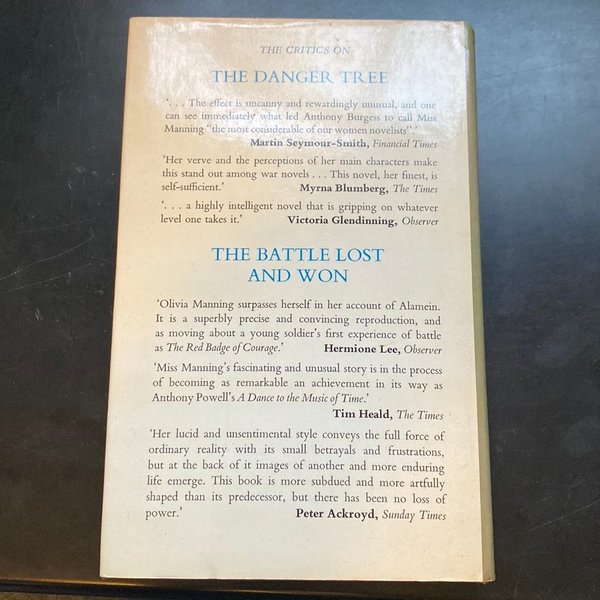 THE CRITICS ON
THE DANGER TREE
‘. . . The effect is uncanny and rewardingly unusual, and one
can see immediately what led Anthony Burgess to call Miss
Manning “the most considerable of our women novelists”.’
Martin Seymour-Smith, Financial Times
‘Her verve and the perceptions of her main characters make
this stand out among war novels . . . This novel, her finest, is
self-sufficient.’ Myrna Blumberg, The Times
‘. . . a highly intelligent novel that is gripping on whatever
level one takes it.’ Victoria Glendinning, Observer
THE BATTLE LOST
AND WON
‘Olivia Manning surpasses herself in her account of Alamein.
It is a superbly precise and convincing reproduction, and
as moving about a young soldier’s first experience of battle
as The Red Badge of Courage.’ Hermione Lee, Observer
‘Miss Manning’s fascinating and unusual story is in the process
of becoming as remarkable an achievement in its way as
Anthony Powell’s A Dance to the Music of Time.’
Tim Heald, The Times
‘Her lucid and unsentimental style conveys the full force of
ordinary reality with its small betrayals and frustrations,
but at the back of it images of another and more enduring
life emerge. This book is more subdued and more artfully
shaped than its predecessor, but there has been no loss of
power.’ Peter Ackroyd, Sunday Times